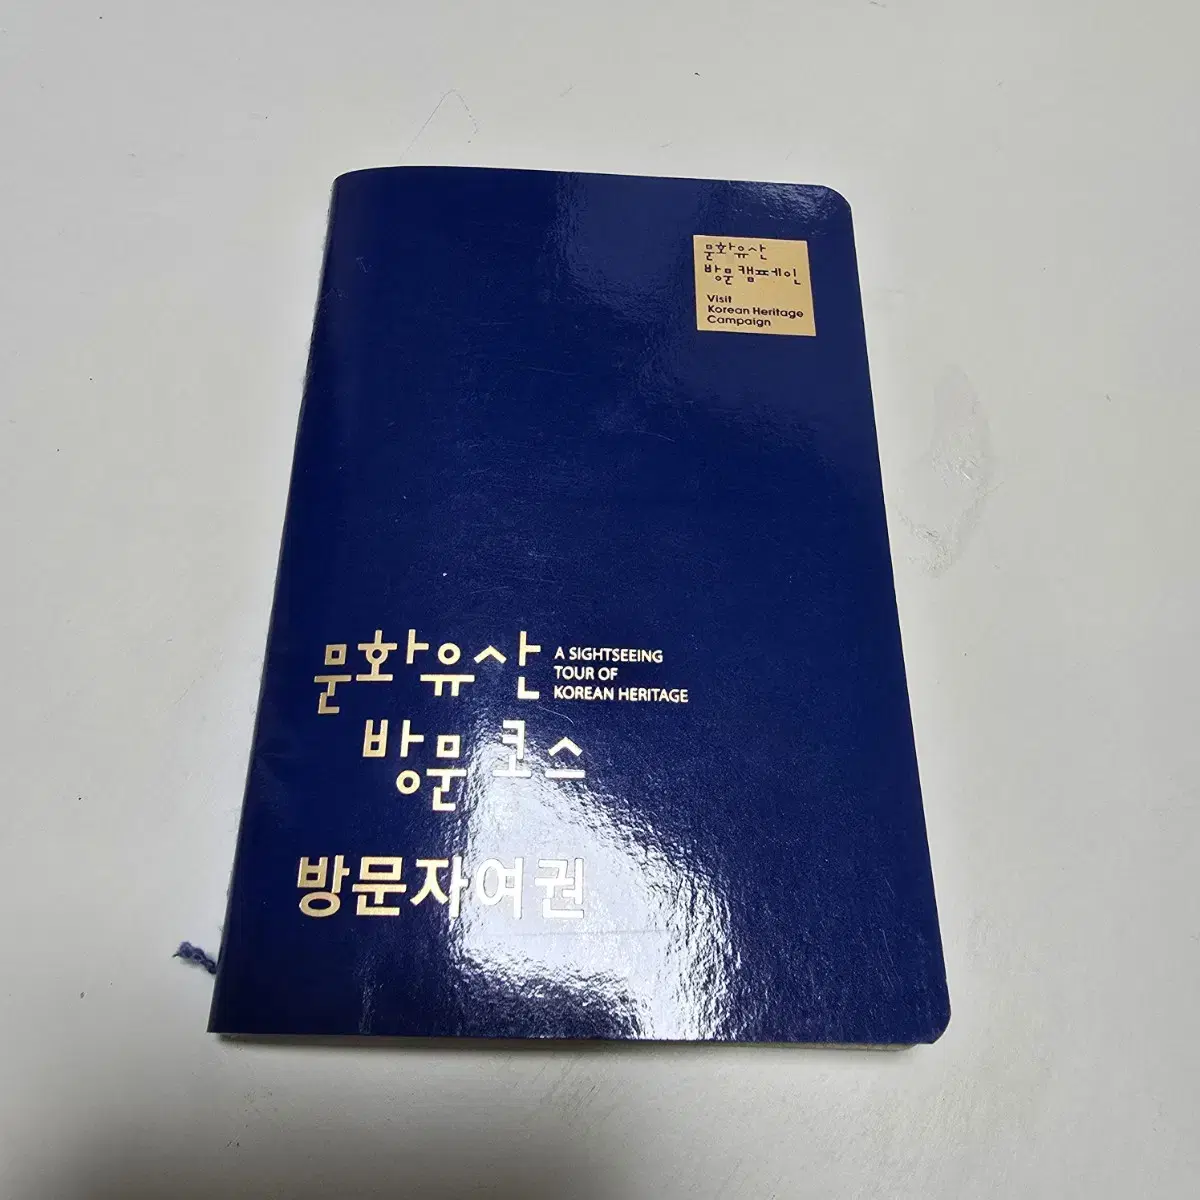 문화유산
방문캠페인
Visit
Korean Heritage
Campaign
문화유산
A SIGHTSEEING
TOUR OF
KOREAN HERITAGE
방문코스
방문자여권